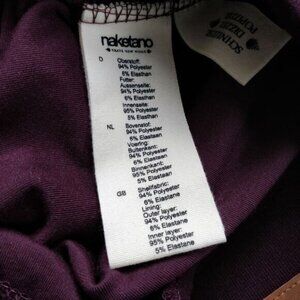 naketano
D
Oberstoff:
94% Polyester
6% Elasthan
Futter:
Aussenseite:
94% Polyester
6% Elasthan
Innenseite:
95% Polyester
5% Elasthan
NL
Bovenstof:
94% Polyester
6% Elastaan
Voering:
Buitenkant:
94% Polyester
6% Elastaan
Binnenkant:
95% Polyester
5% Elastaan
GB
Shellfabric:
94% Polyester
6% Elastane
Lining:
Outer layer:
94% Polyester
6% Elastane
Inner layer:
95% Polyester
5% Elastane